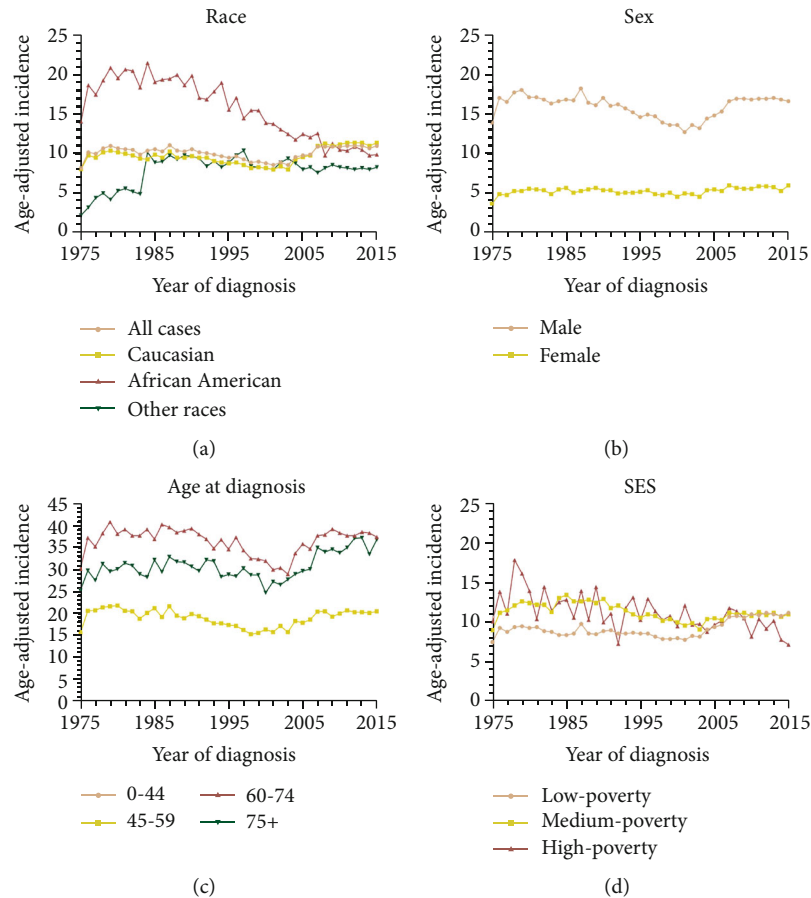 Race
Age-adjusted incidence
25
20
15
10
5
0
1975 1985 1995 2005 2015
Year of diagnosis
All cases
Caucasian
African American
Other races
(a)
Sex
Age-adjusted incidence
25
20
15
10
5
0
1975 1985 1995 2005 2015
Year of diagnosis
Male
Female
(b)
Age at diagnosis
Age-adjusted incidence
45
40
35
30
25
20
15
10
5
0
1975 1985 1995 2005 2015
Year of diagnosis
0-44 60-74
45-59 75+
(c)
SES
Age-adjusted incidence
25
20
15
10
5
0
1975 1985 1995 2005 2015
Year of diagnosis
Low-poverty
Medium-poverty
High-poverty
(d)